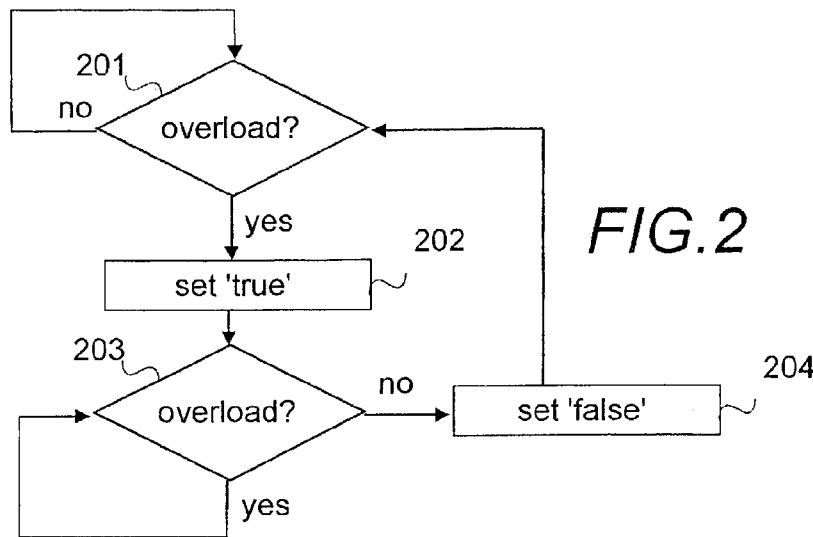 201
no
overload?
yes
FIG.2
202
set 'true'
203
overload?
no
204
set 'false'
yes